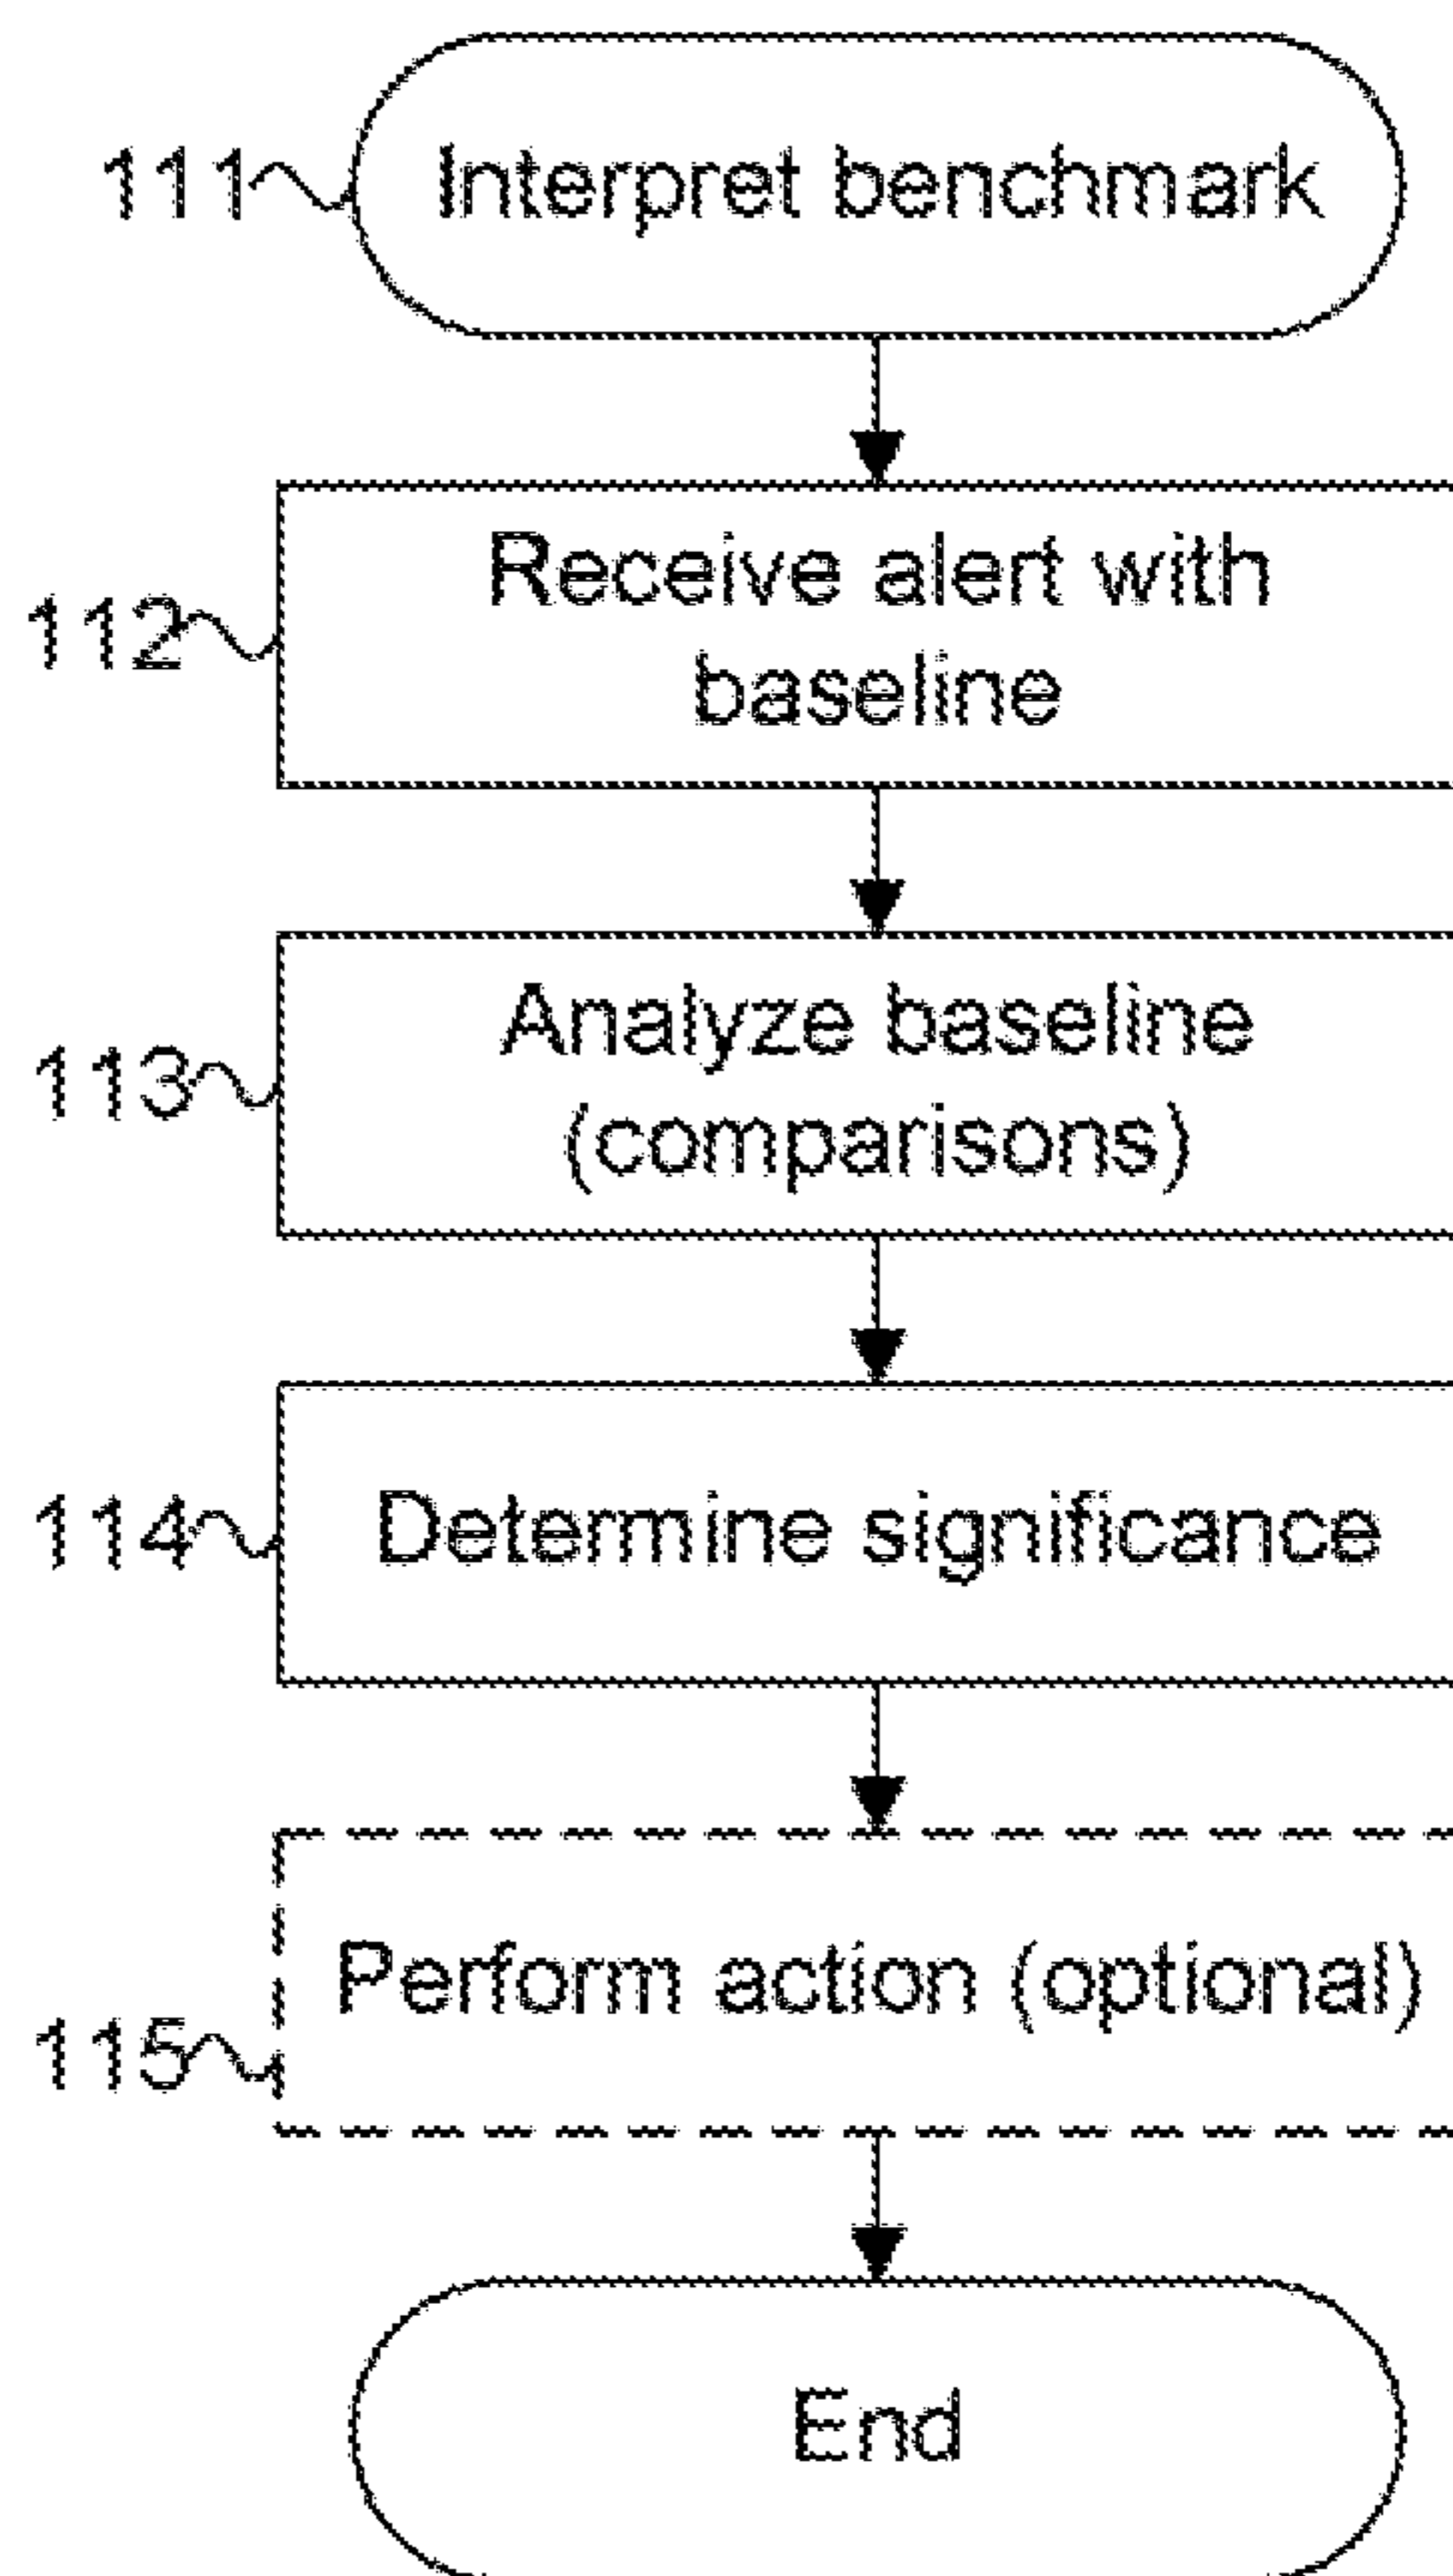 111
Interpret benchmark
112
Receive alert with
baseline
113
Analyze baseline
(comparisons)
114
Determine significance
115
Perform action (optional)
End